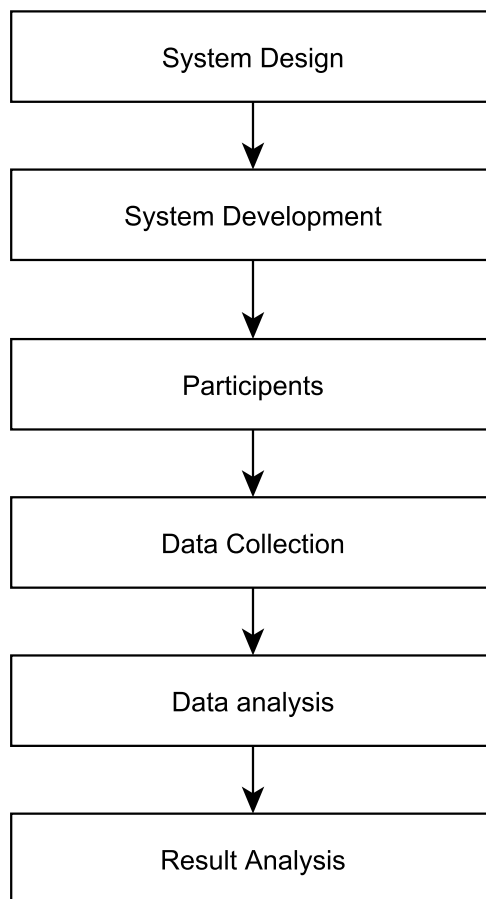 System Design
System Development
Participents
Data Collection
Data analysis
Result Analysis